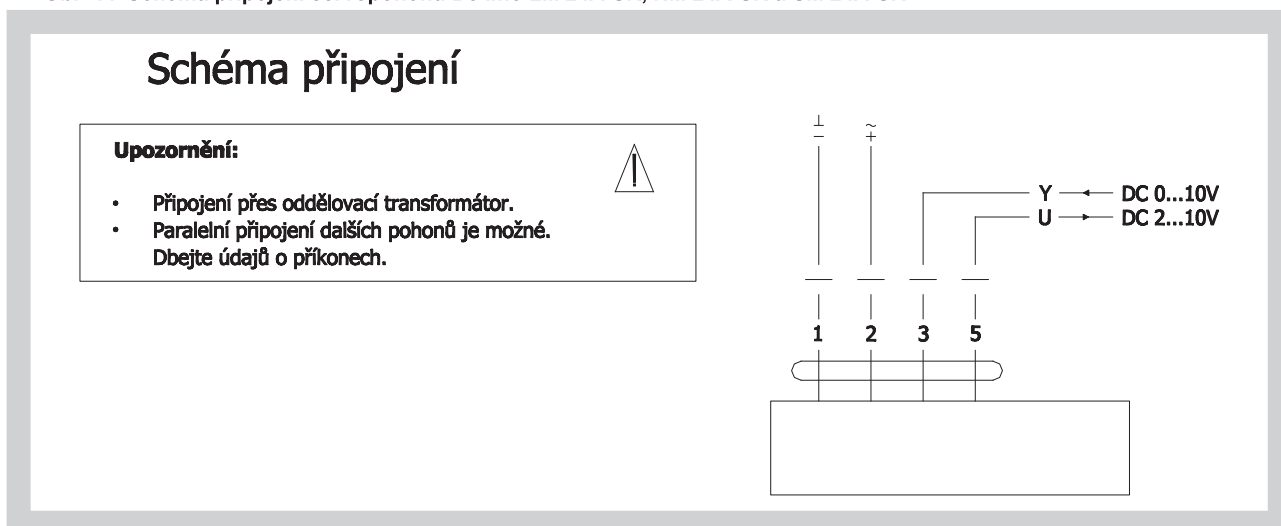 Schéma připojení
Upozornění:
• Připojení přes oddělovací transformátor.
• Paralelní připojení dalších pohonů je možné.
Dbejte údajů o příkonech.
⊥ ~
− +
Y DC 0...10V
U DC 2...10V
1 2 3 5